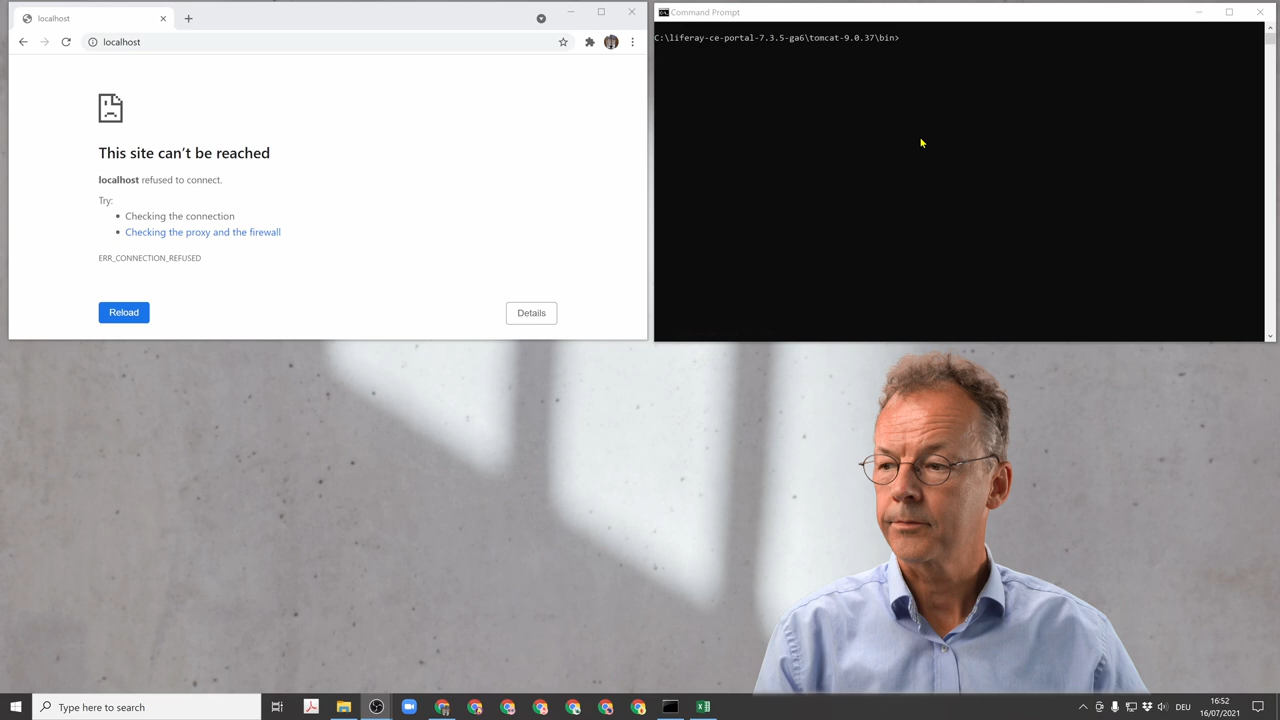 localhost
localhost
This site can't be reached
localhost refused to connect.
Try:
Checking the connection
Checking the proxy and the firewall
ERR_CONNECTION_REFUSED
Reload
Details
Command Prompt
C:\liferay-ce-portal-7.3.5-ga6\tomcat-9.0.37\bin>
Type here to search
DEU
16:52
16/07/2021